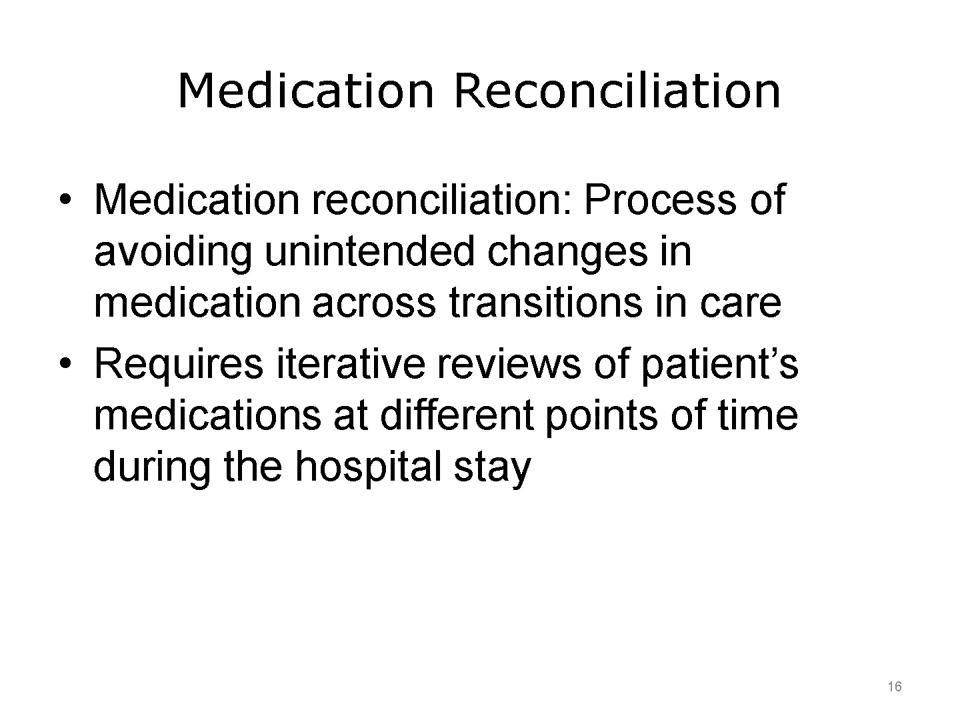 Medication Reconciliation
• Medication reconciliation: Process of
avoiding unintended changes in
medication across transitions in care
• Requires iterative reviews of patient’s
medications at different points of time
during the hospital stay
16